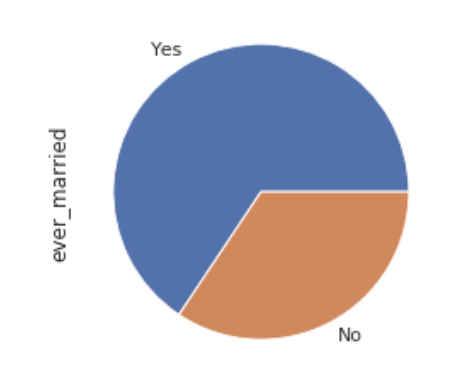 Yes
ever_married
No